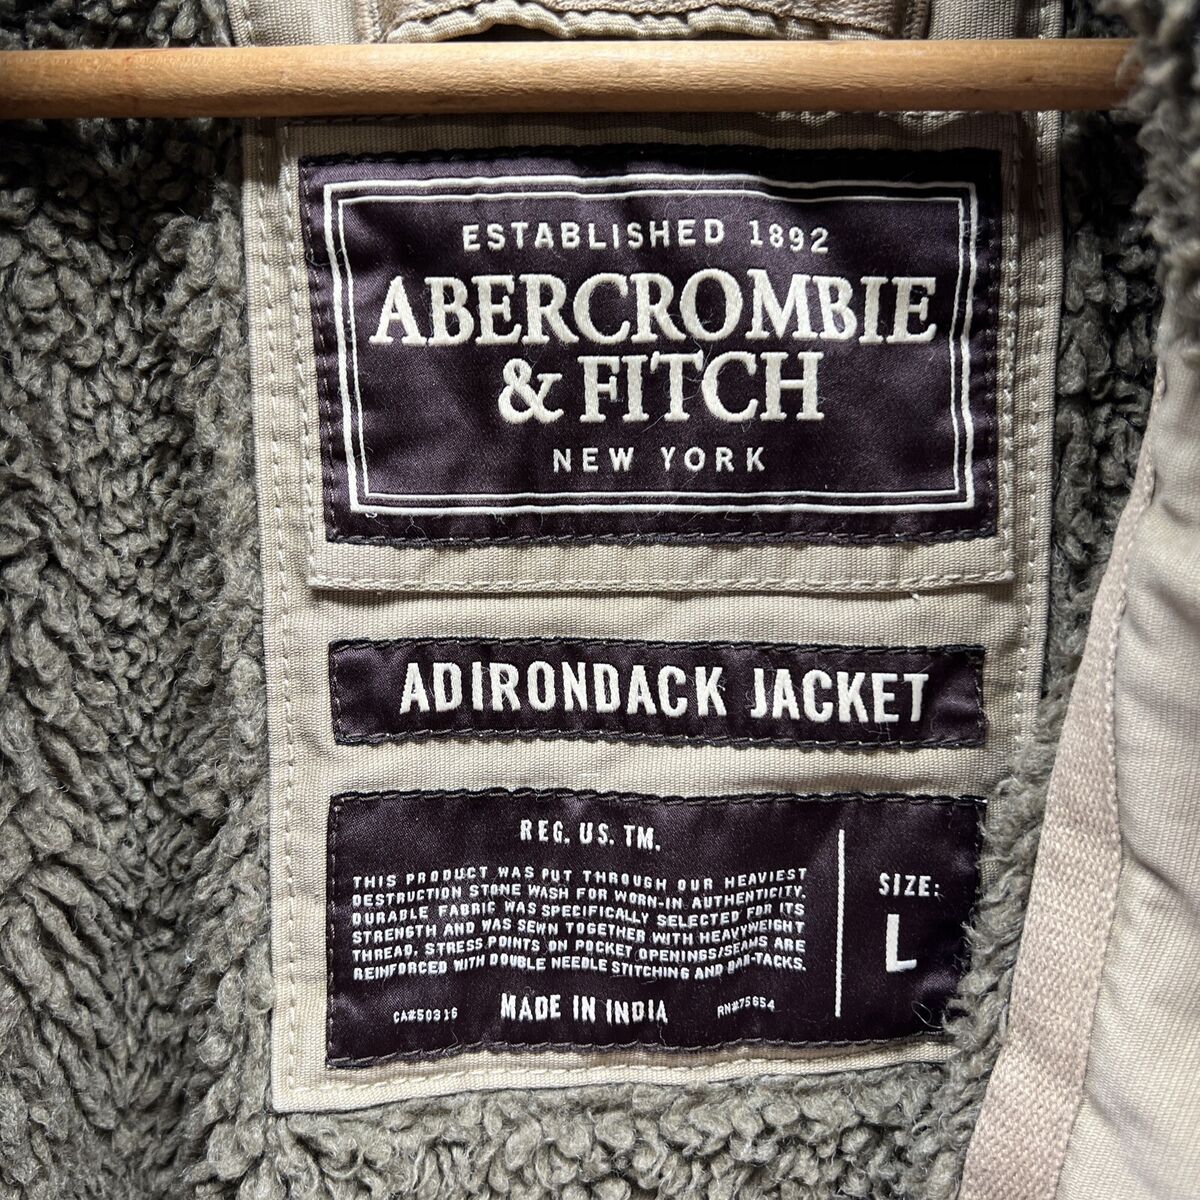 ESTABLISHED 1892
ABERCROMBIE
& FITCH
NEW YORK
ADIRONDACK JACKET
REG. US. TM.
THIS PRODUCT WAS PUT THROUGH OUR HEAVIEST
DESTRUCTION STONE WASH FOR WORN-IN AUTHENTICITY.
DURABLE FABRIC WAS SPECIFICALLY SELECTED FOR ITS
STRENGTH AND WAS SEWN TOGETHER WITH HEAVYWEIGHT
THREAD. STRESS POINTS ON POCKET OPENINGS/SEAMS ARE
REINFORCED WITH DOUBLE NEEDLE STITCHING AND BAR-TACKS.
CA#50316 MADE IN INDIA RN#75654
SIZE:
L